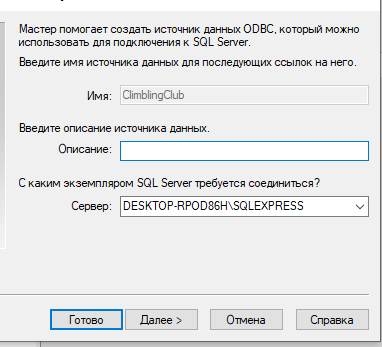 Мастер помогает создать источник данных ODBC, который можно
использовать для подключения к SQL Server.
Введите имя источника данных для последующих ссылок на него.
Имя: ClimblingClub
Введите описание источника данных.
Описание:
С каким экземпляром SQL Server требуется соединиться?
Сервер: DESKTOP-RPOD86H\SQLEXPRESS
Готово Далее > Отмена Справка